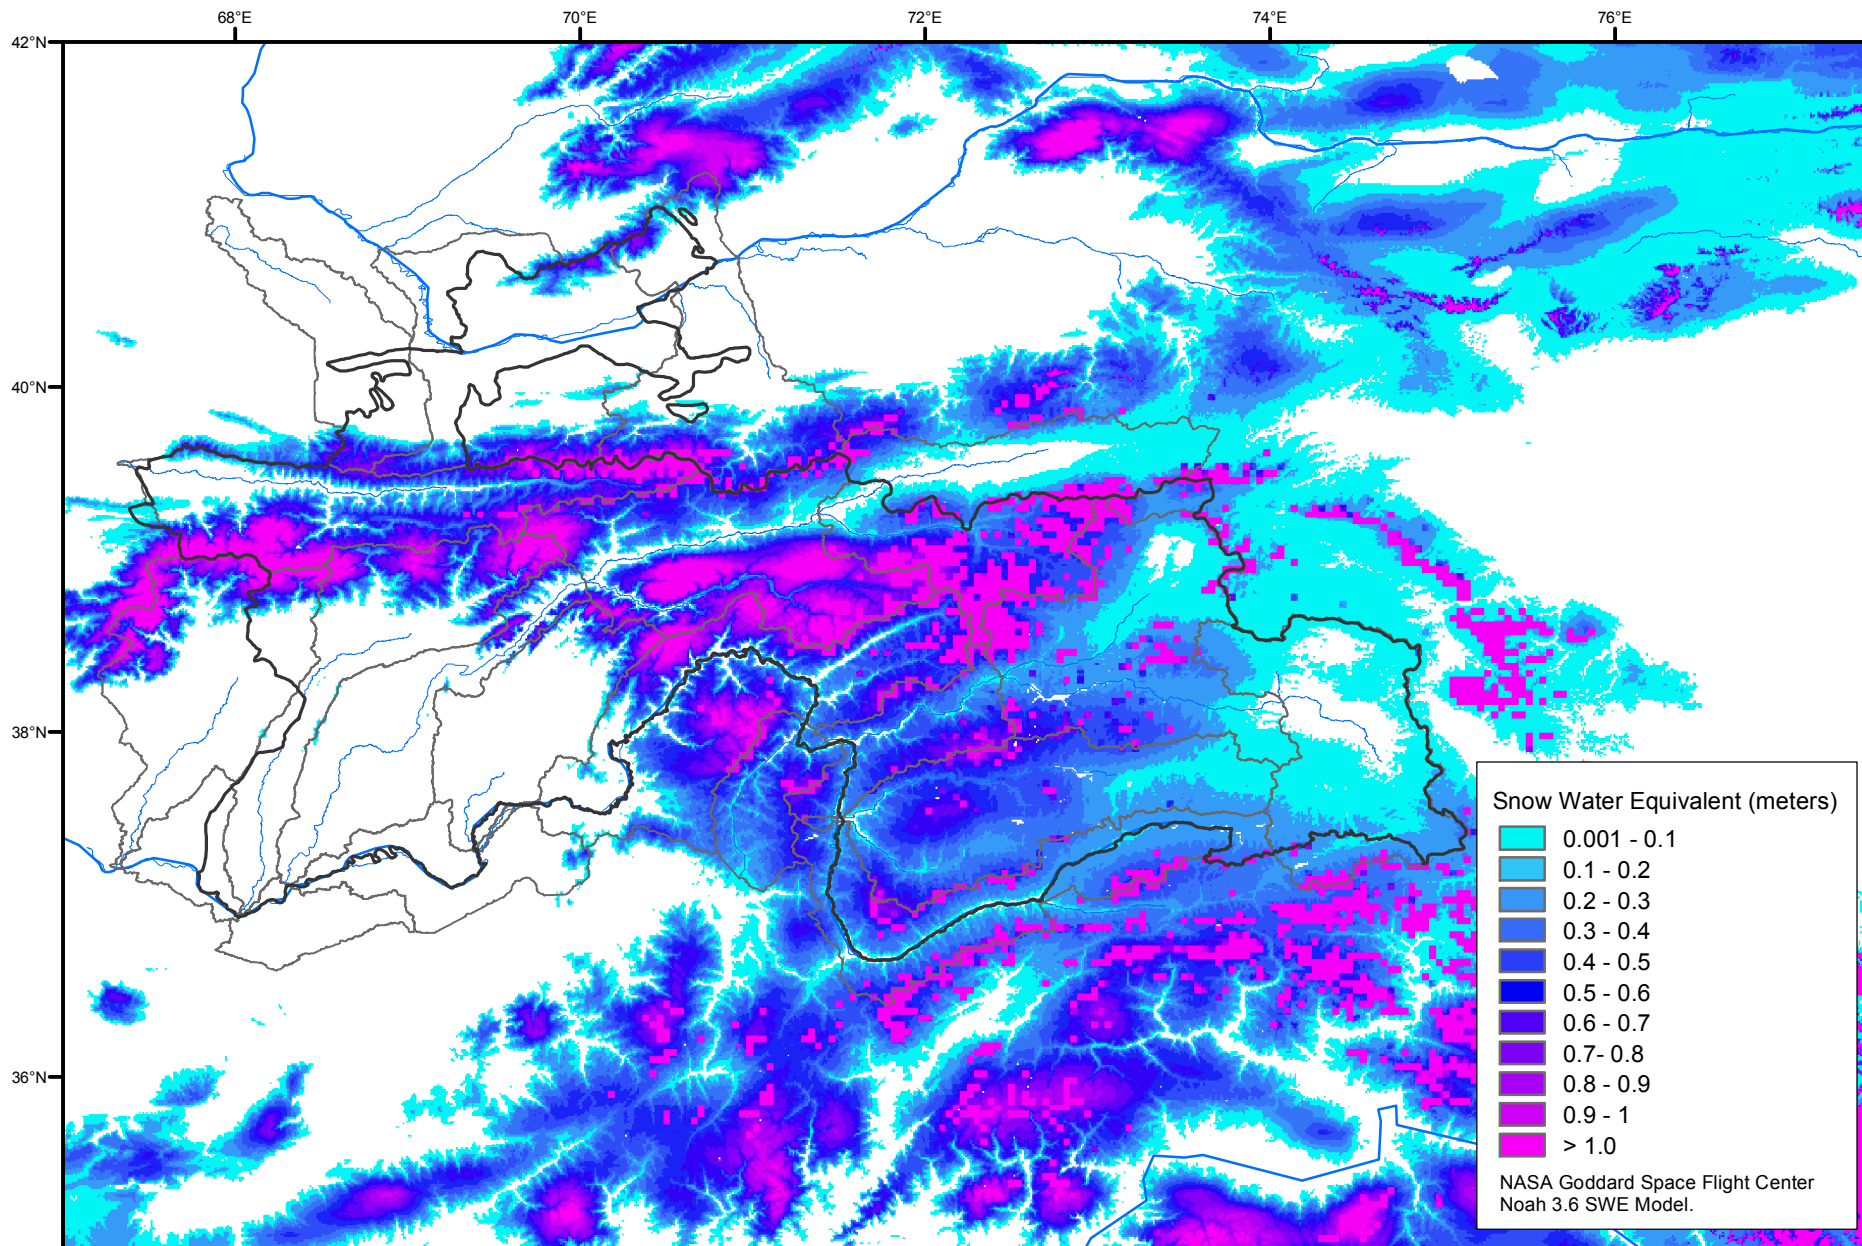 68°E
70°E
72°E
74°E
76°E
42°N
40°N
38°N
36°N
Snow Water Equivalent (meters)
0.001 - 0.1
0.1 - 0.2
0.2 - 0.3
0.3 - 0.4
0.4 - 0.5
0.5 - 0.6
0.6 - 0.7
0.7- 0.8
0.8 - 0.9
0.9 - 1
> 1.0
NASA Goddard Space Flight Center
Noah 3.6 SWE Model.